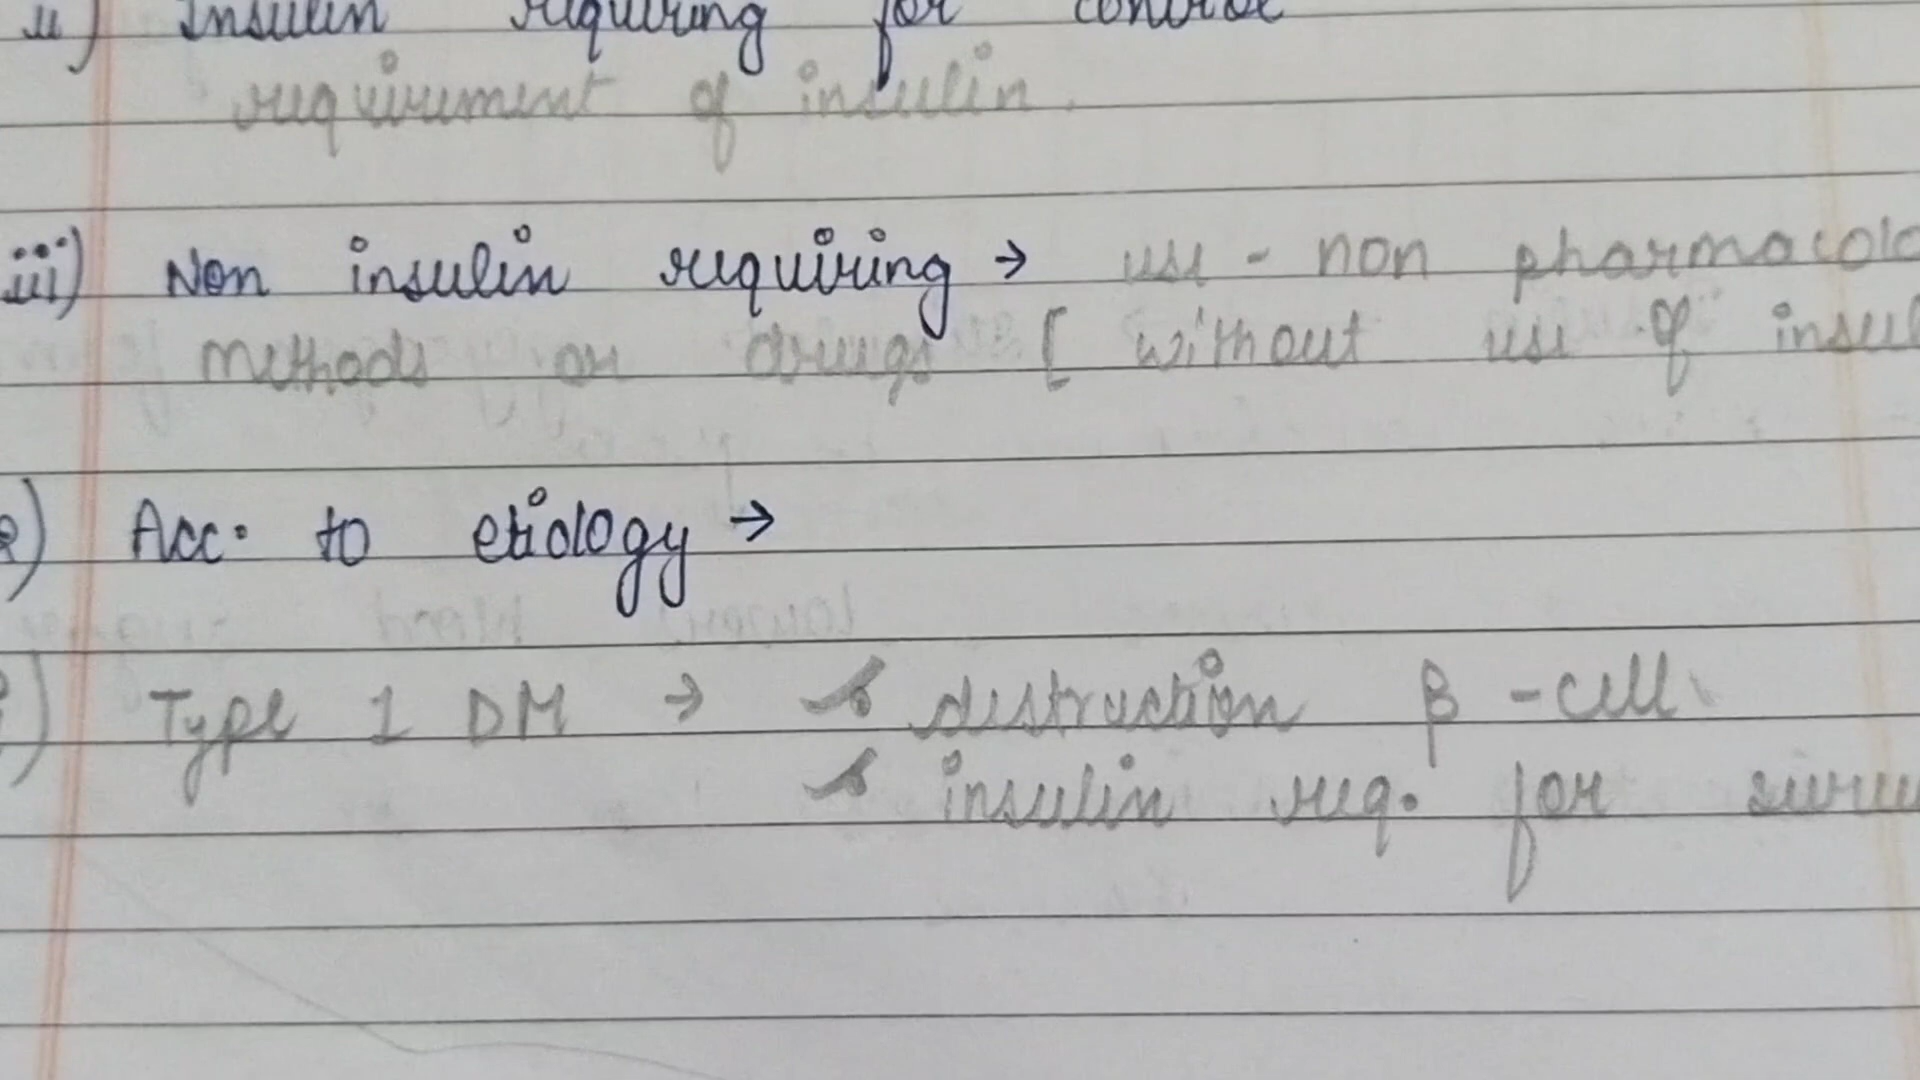 ii) Insulin requiring for control
requirement of insulin.
iii) Non insulin requiring → use - non pharmacolo
methods or drugs [ without use of insul
2) Acc. to etiology →
i) Type 1 DM → destruction β - cell
insulin req. for surv